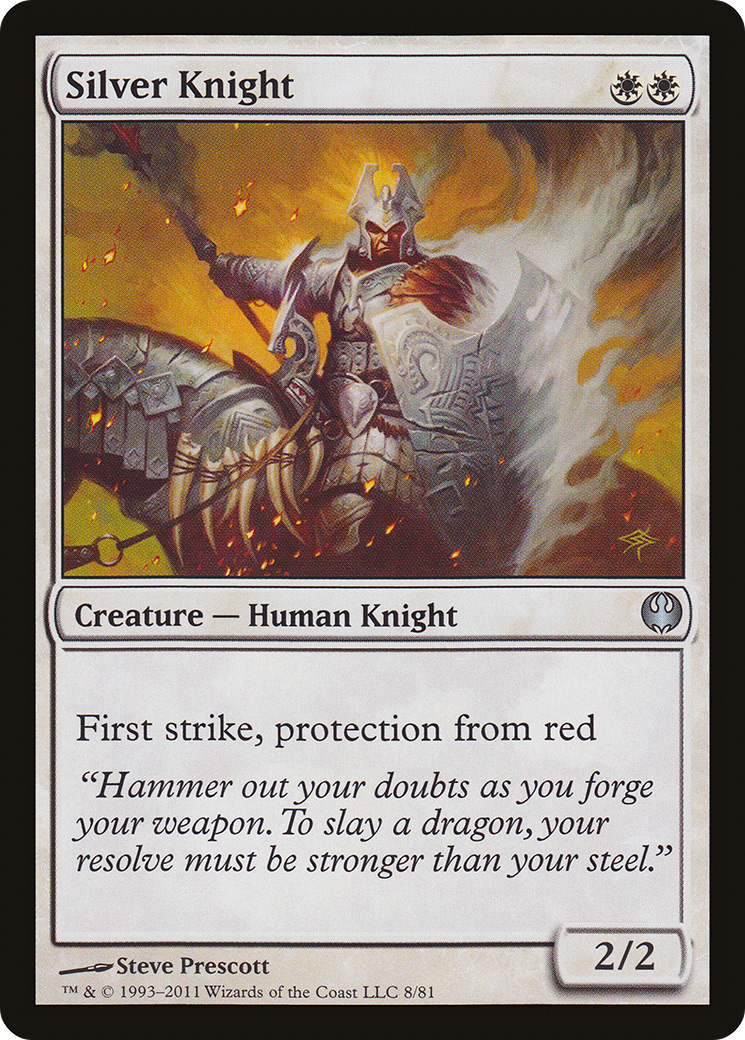 Silver Knight
Creature — Human Knight
First strike, protection from red
“Hammer out your doubts as you forge
your weapon. To slay a dragon, your
resolve must be stronger than your steel.”
2/2
Steve Prescott
™ & © 1993–2011 Wizards of the Coast LLC 8/81